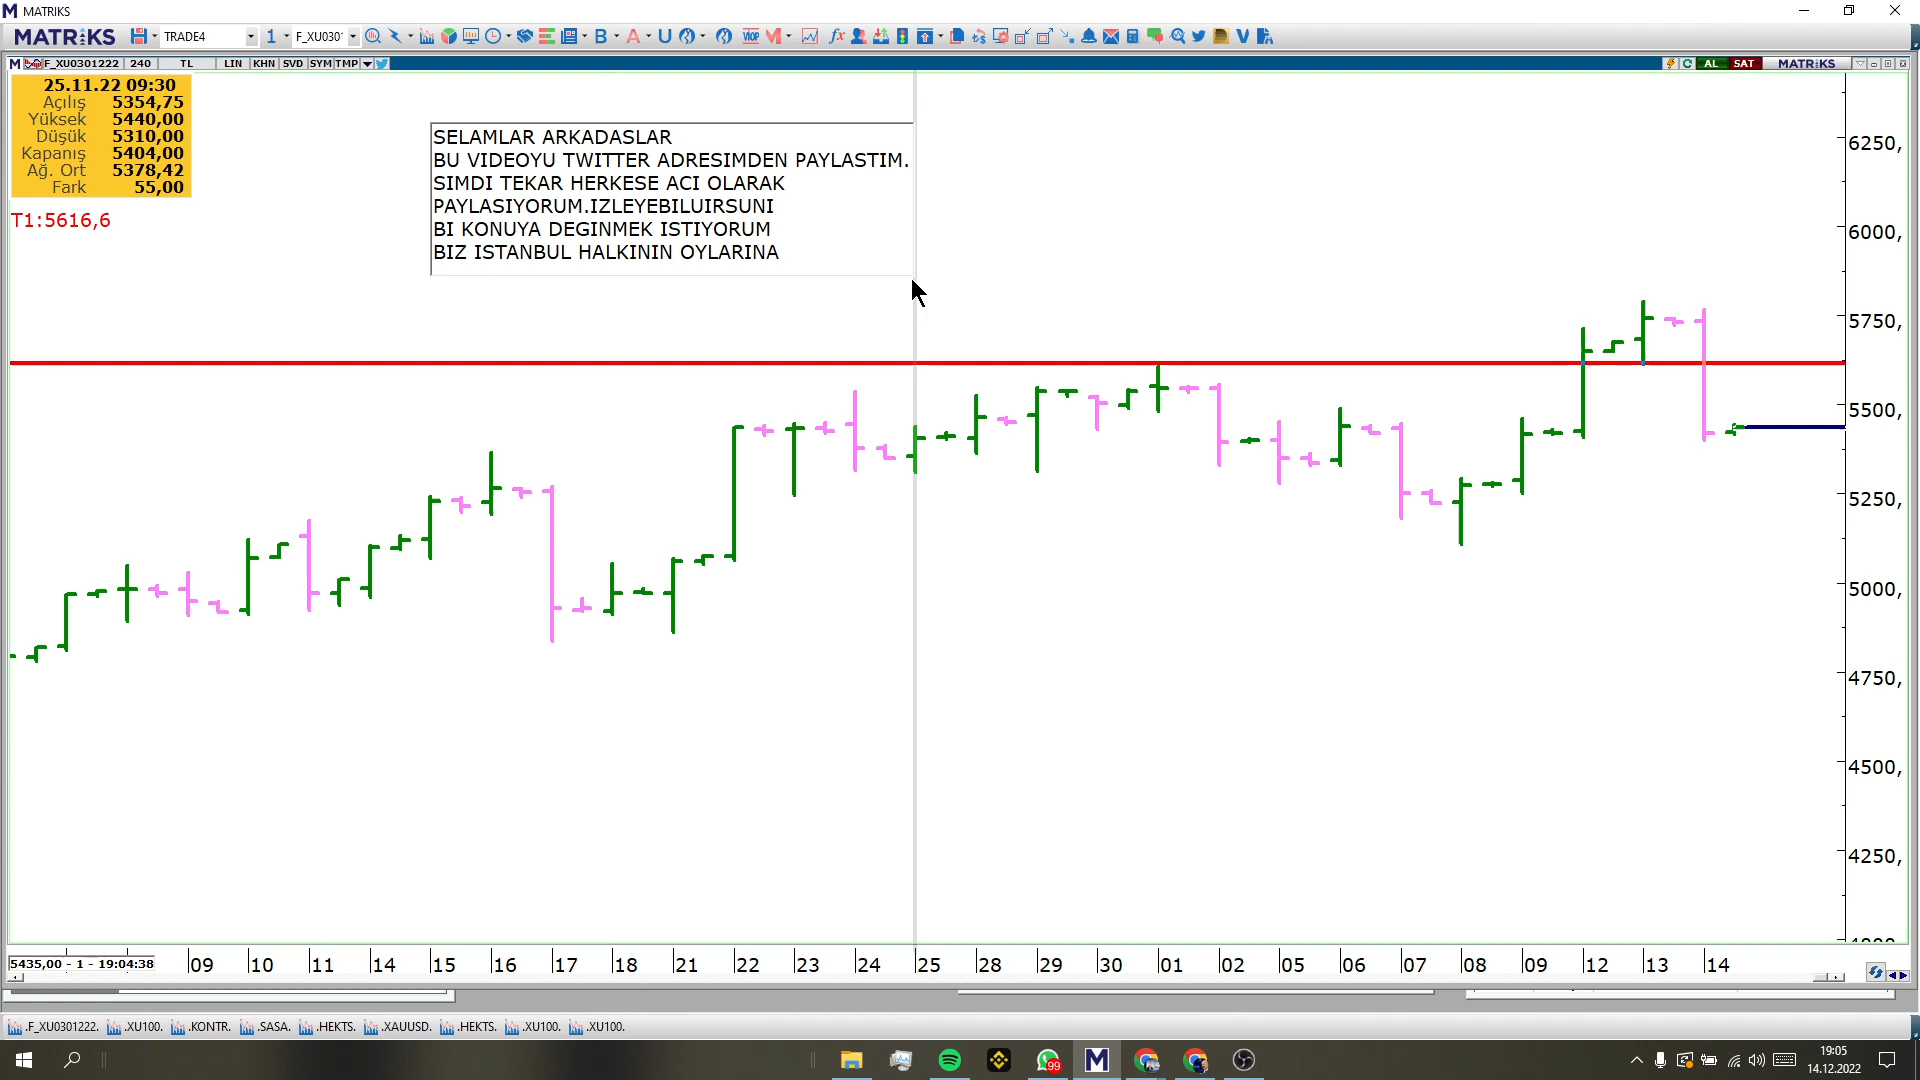 MATRIKS
MATRIKS TRADE4 1 F_XU030
M F_XU0301222 240 TL LIN KHN SVD SYM TMP AL SAT MATRIKS
25.11.22 09:30
Açılış 5354,75
Yüksek 5440,00
Düşük 5310,00
Kapanış 5404,00
Ağ. Ort 5378,42
Fark 55,00
T1:5616,6
SELAMLAR ARKADASLAR
BU VIDEOYU TWITTER ADRESIMDEN PAYLASTIM.
SIMDI TEKAR HERKESE ACI OLARAK
PAYLASIYORUM.IZLEYEBILUIRSUNI
BI KONUYA DEGINMEK ISTIYORUM
BIZ ISTANBUL HALKININ OYLARINA
6250,
6000,
5750,
5500,
5250,
5000,
4750,
4500,
4250,
5435,00 - 1 - 19:04:38
09 10 11 14 15 16 17 18 21 22 23 24 25 28 29 30 01 02 05 06 07 08 09 12 13 14
.F_XU0301222. .XU100. .KONTR. .SASA. .HEKTS. .XAUUSD. .HEKTS. .XU100. .XU100.
99
19:05
14.12.2022